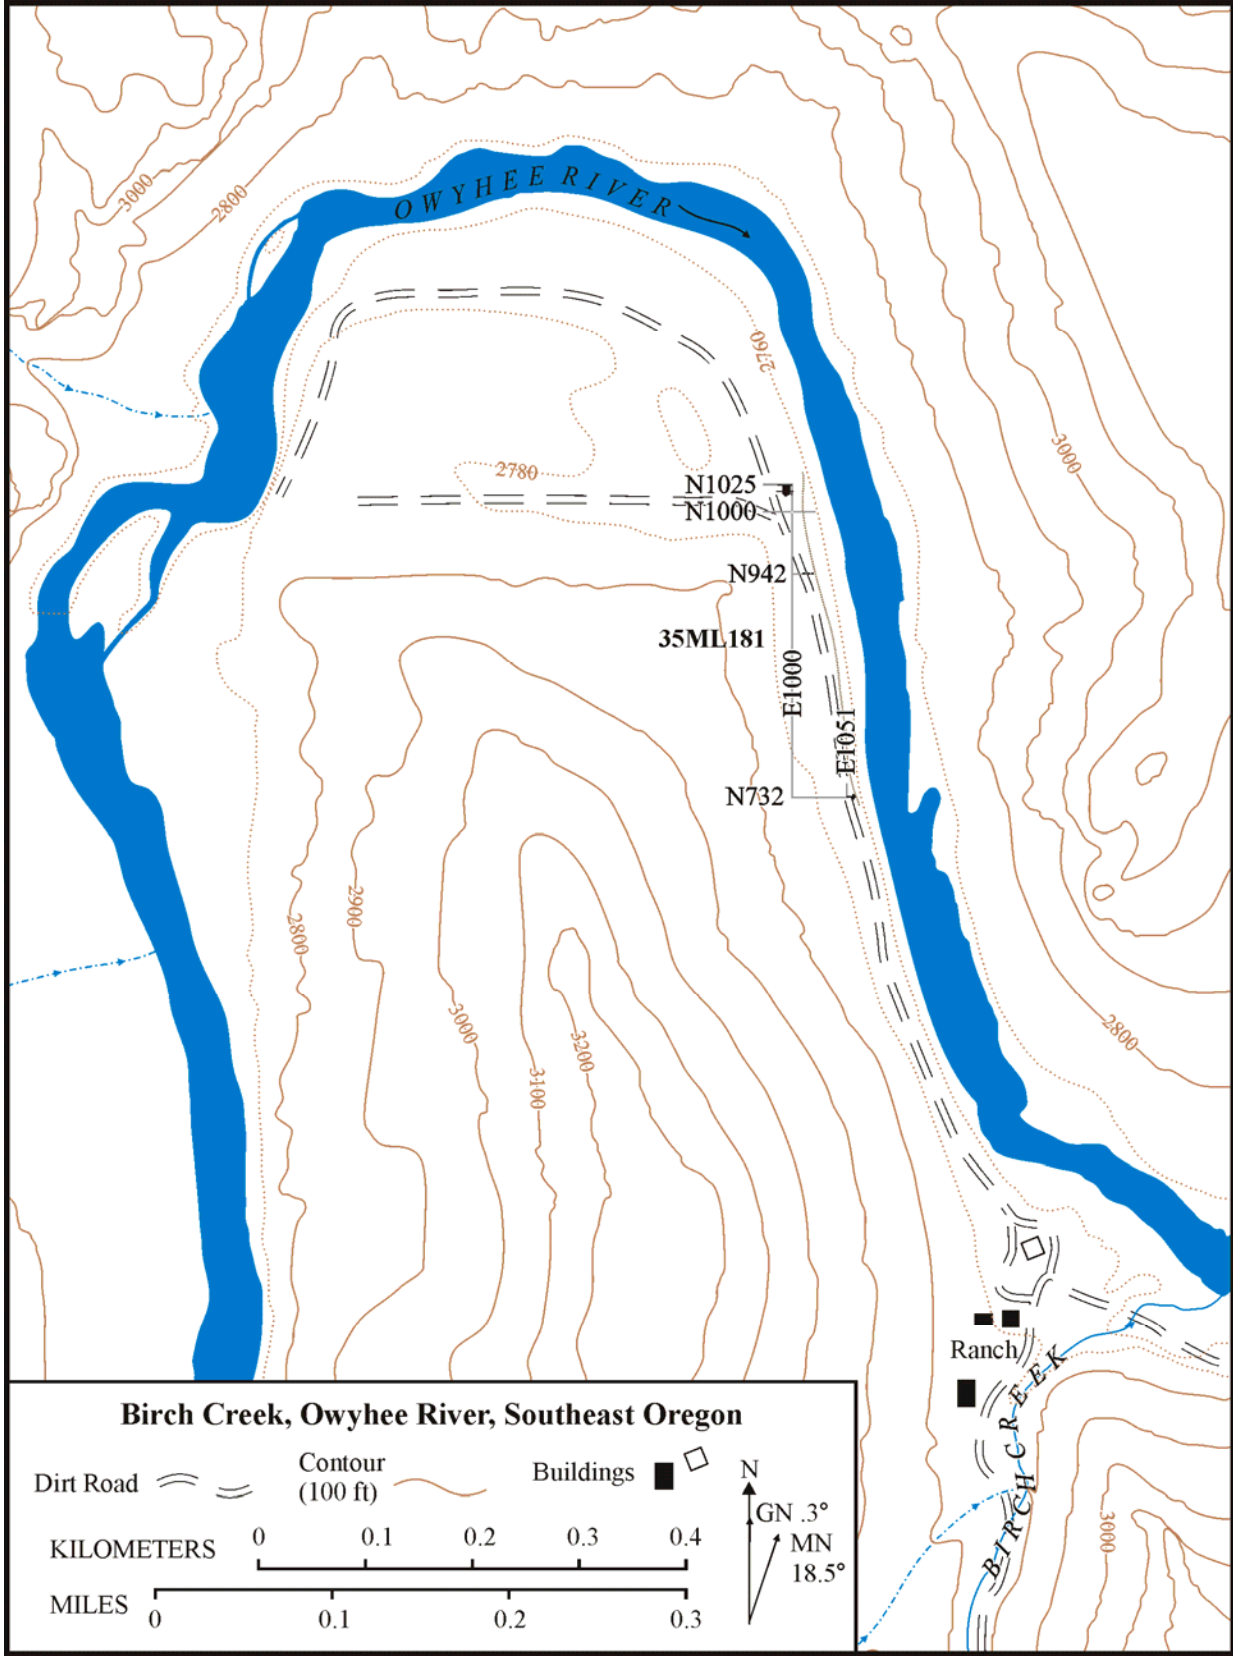 3000
2800
OWYHEE RIVER
2760
3000
2780
N1025
N1000
N942
35ML181
E1000
E1051
N732
2900
2800
3000
3200
3100
2800
Ranch
BIRCH CREEK
3000
Birch Creek, Owyhee River, Southeast Oregon
Dirt Road
Contour
(100 ft)
Buildings
N
GN .3°
MN
18.5°
KILOMETERS
0 0.1 0.2 0.3 0.4
MILES
0 0.1 0.2 0.3